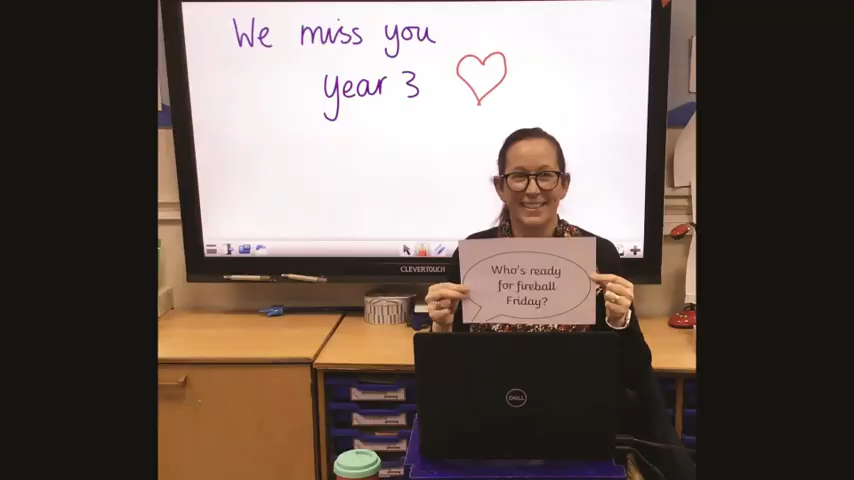 We miss you
Year 3
CLEVERTOUCH
Who's ready
for fireball
Friday?
DELL